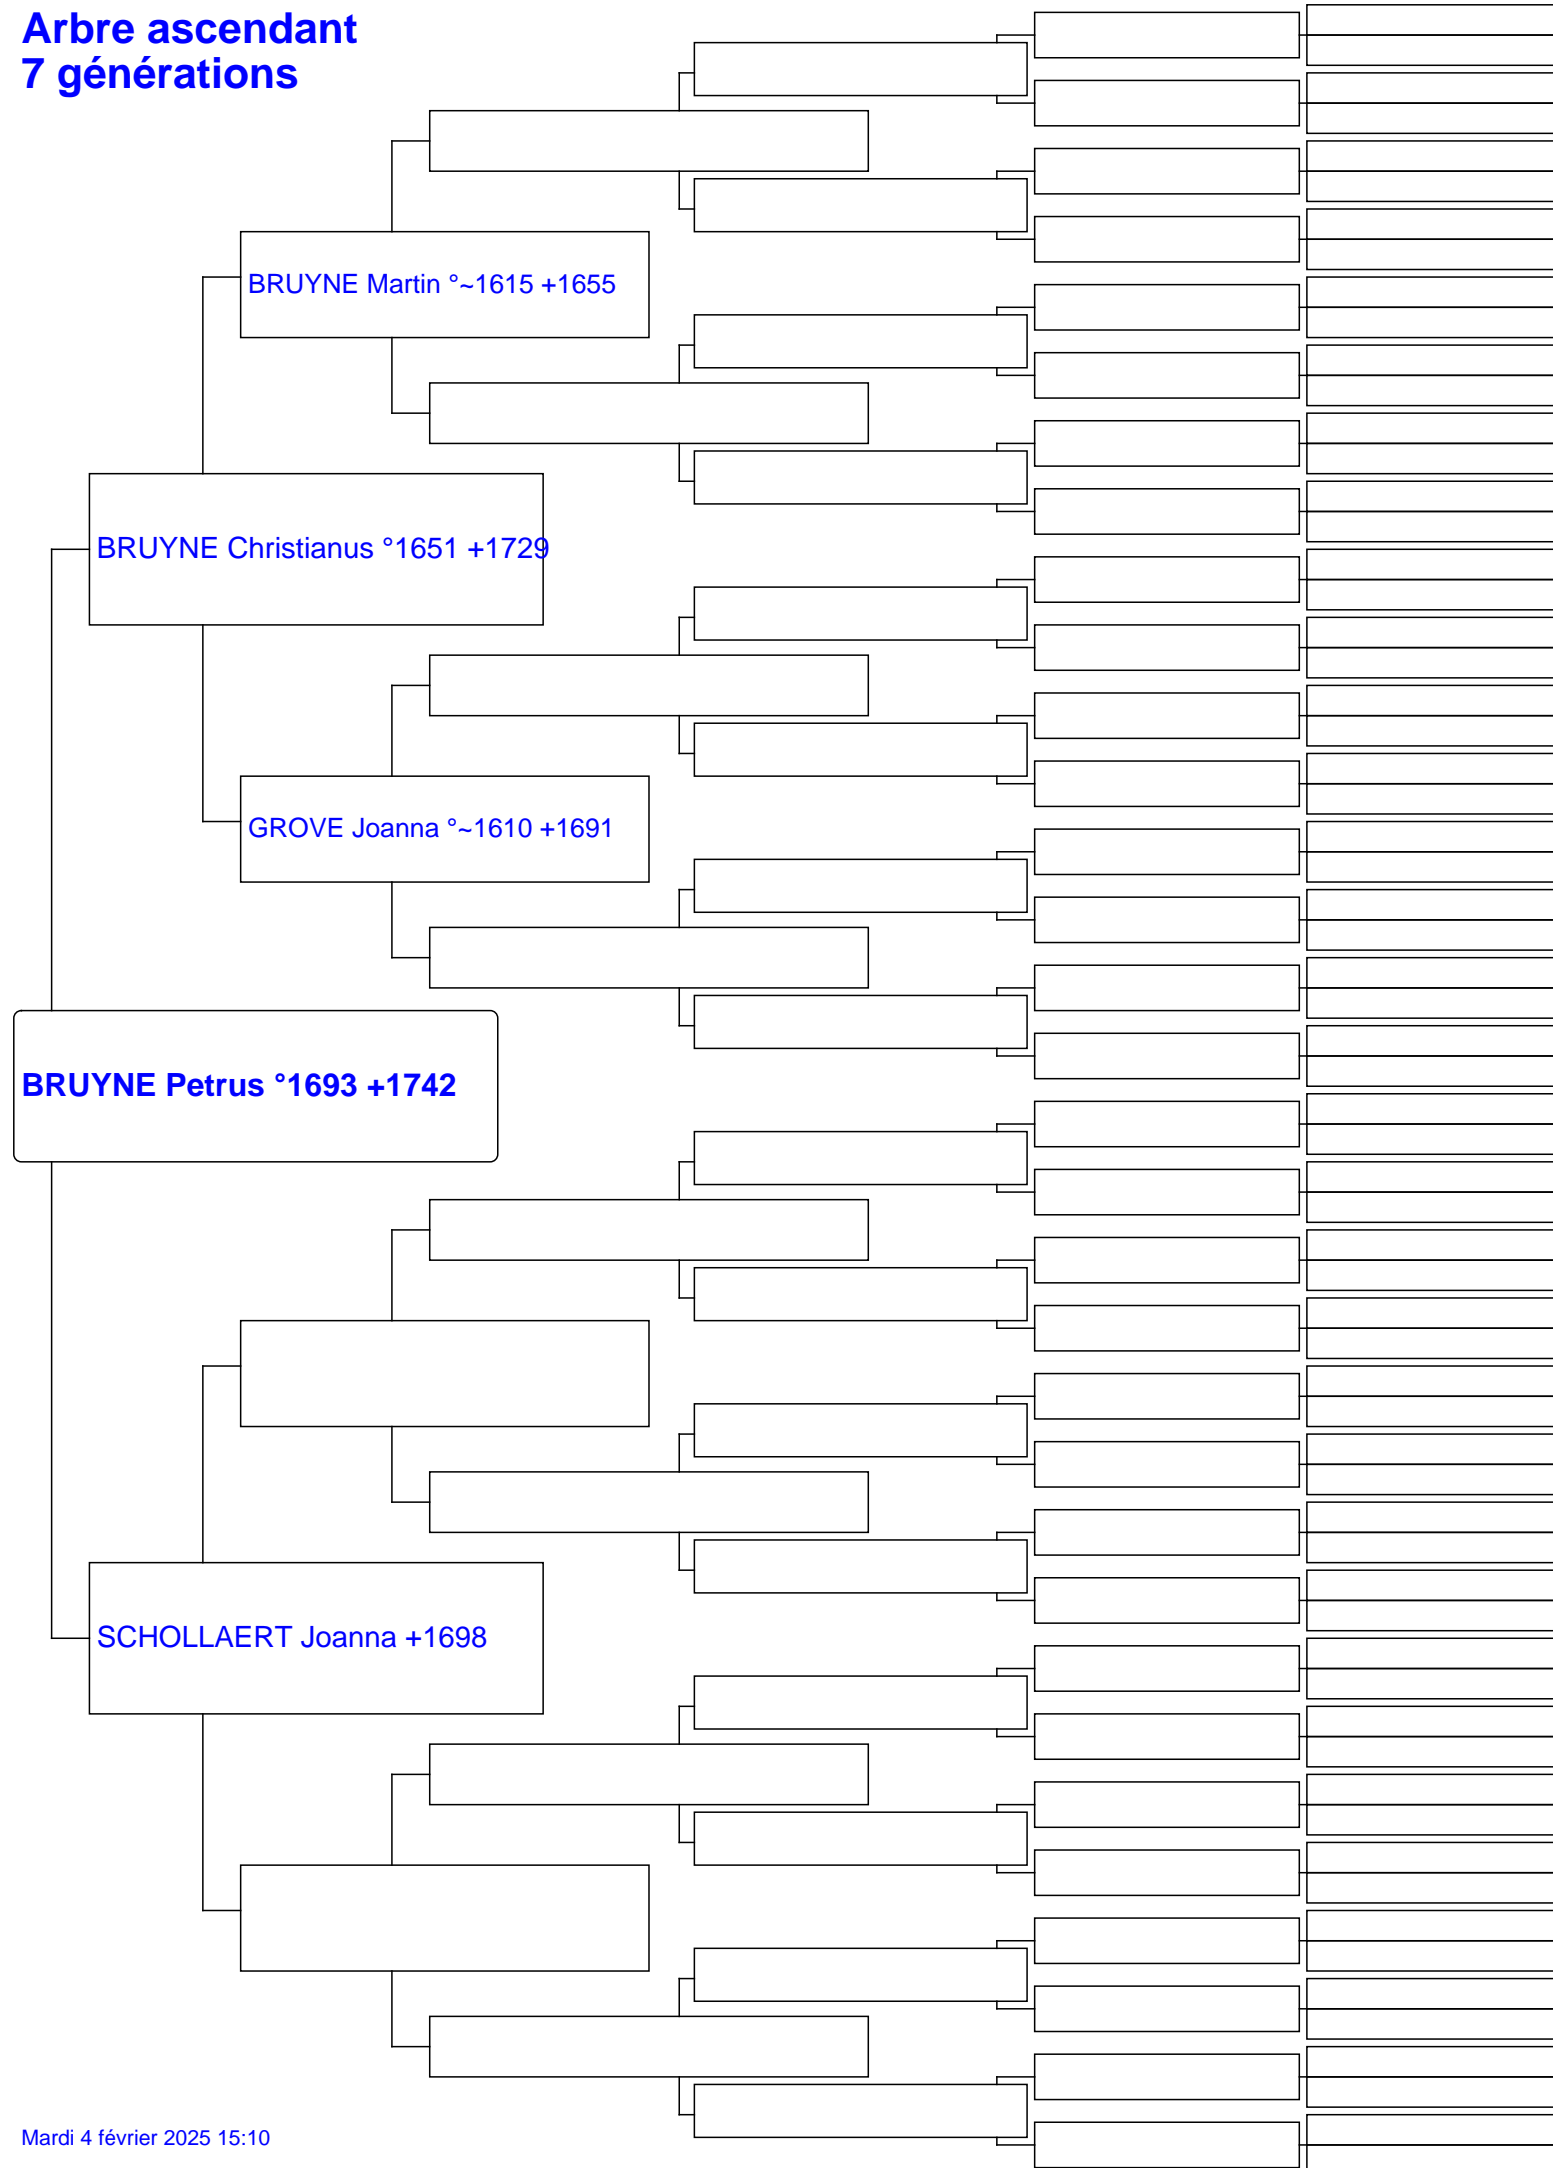 Arbre ascendant
7 générations
BRUYNE Martin °~1615 +1655
BRUYNE Christianus °1651 +1729
GROVE Joanna °~1610 +1691
BRUYNE Petrus °1693 +1742
SCHOLLAERT Joanna +1698
Mardi 4 février 2025 15:10